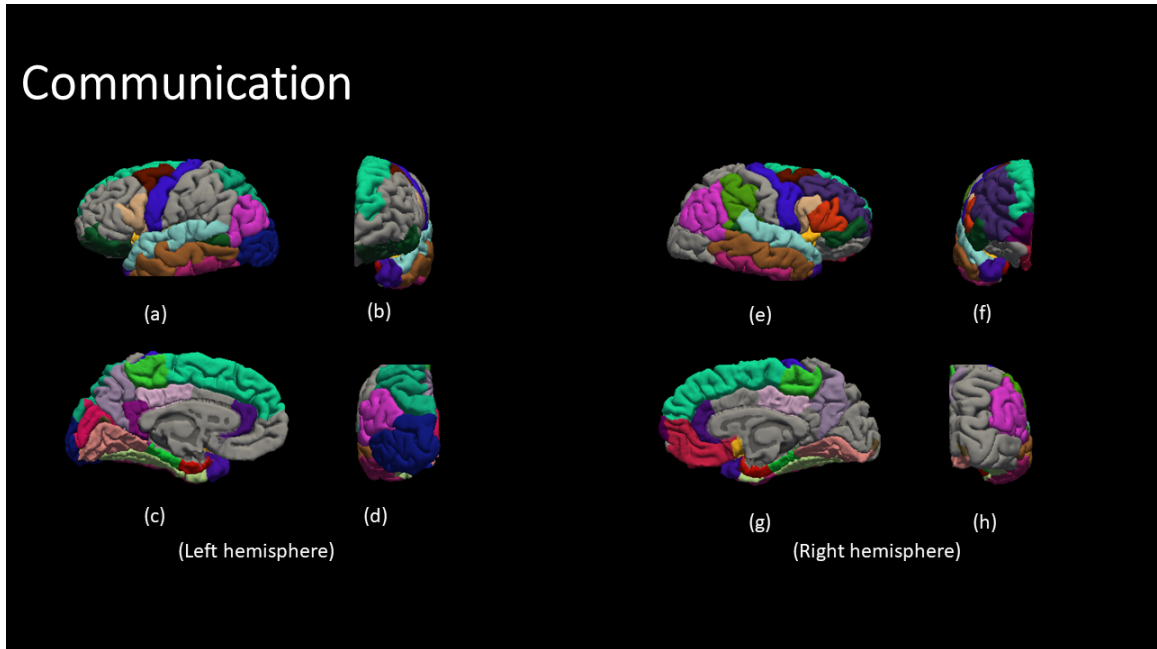 Communication
(a)
(b)
(e)
(f)
(c)
(d)
(g)
(h)
(Left hemisphere)
(Right hemisphere)